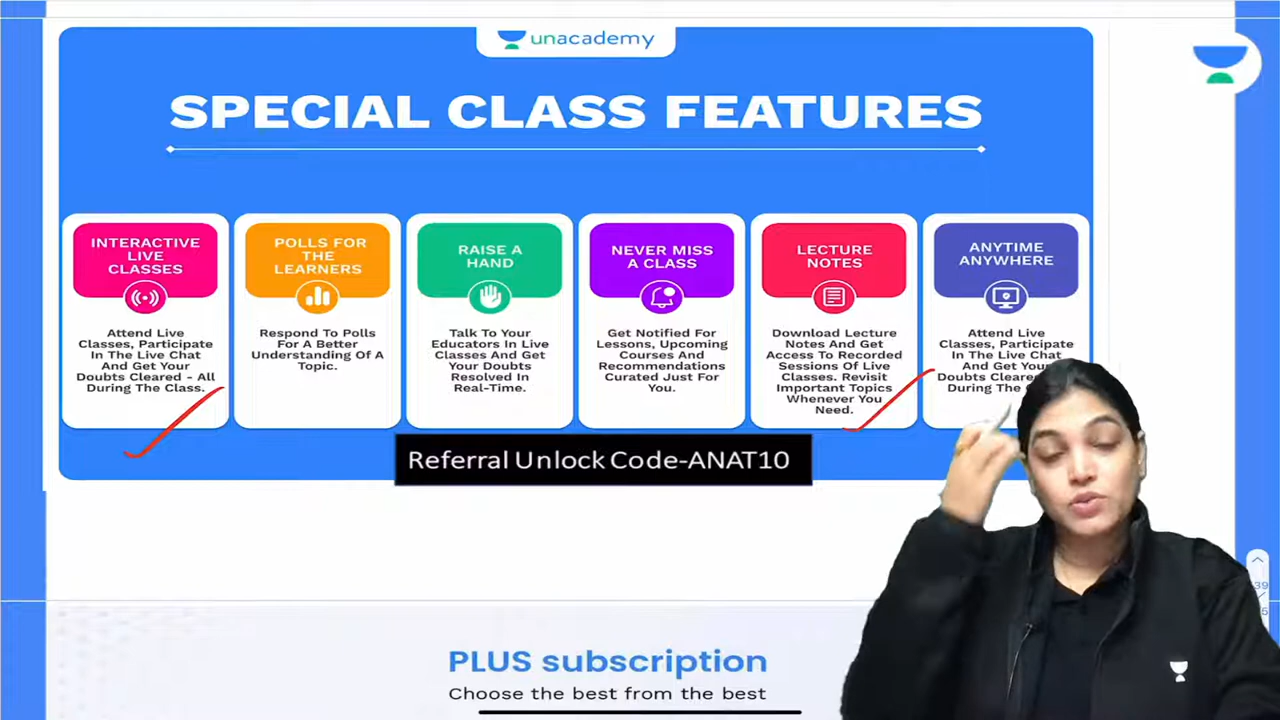 unacademy
SPECIAL CLASS FEATURES
INTERACTIVE
LIVE
CLASSES
Attend Live
Classes, Participate
In The Live Chat
And Get Your
Doubts Cleared - All
During The Class.
POLLS FOR
THE
LEARNERS
Respond To Polls
For A Better
Understanding Of A
Topic.
RAISE A
HAND
Talk To Your
Educators In Live
Classes And Get
Your Doubts
Resolved In
Real-Time.
NEVER MISS
A CLASS
Get Notified For
Lessons, Upcoming
Courses And
Recommendations
Curated Just For
You.
LECTURE
NOTES
Download Lecture
Notes And Get
Access To Recorded
Sessions Of Live
Classes. Revisit
Important Topics
Whenever You
Need.
ANYTIME
ANYWHERE
Attend Live
Classes, Participate
In The Live Chat
And Get Your
Doubts
During The
Referral Unlock Code-ANAT10
39
PLUS subscription
Choose the best from the best